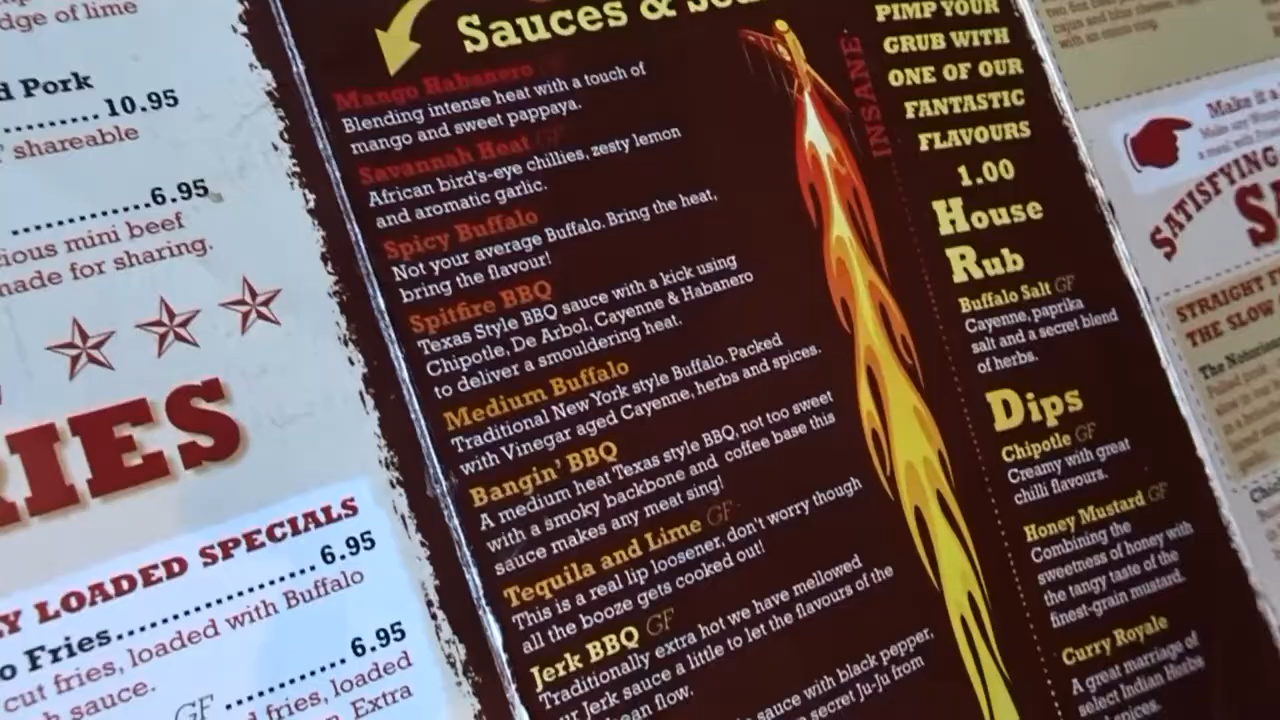 dge of lime
d Pork
.......... 10.95
shareable
..............6.95
cious mini beef
made for sharing.
RIES
Y LOADED SPECIALS
o Fries.................... 6.95
cut fries, loaded with Buffalo
sauce.
GF ............ 6.95
fries, loaded
Extra
Sauces &
Mango Habanero
Blending intense heat with a touch of
mango and sweet pappaya.
Savannah Heat GF
African bird's-eye chillies, zesty lemon
and aromatic garlic.
Spicy Buffalo
Not your average Buffalo. Bring the heat,
bring the flavour!
Spitfire BBQ
Texas Style BBQ sauce with a kick using
Chipotle, De Arbol, Cayenne & Habanero
to deliver a smouldering heat.
Medium Buffalo
Traditional New York style Buffalo. Packed
with Vinegar aged Cayenne, herbs and spices.
Bangin' BBQ
A medium heat Texas style BBQ, not too sweet
with a smoky backbone and coffee base this
sauce makes any meat sing!
Tequila and Lime GF
This is a real lip loosener, don't worry though
all the booze gets cooked out!
Jerk BBQ GF
Traditionally extra hot we have mellowed
ur Jerk sauce a little to let the flavours of the
bean flow.
sauce with black pepper,
secret Ju-Ju from
INSANE
PIMP YOUR
GRUB WITH
ONE OF OUR
FANTASTIC
FLAVOURS
1.00
House
Rub
Buffalo Salt GF
Cayenne, paprika
salt and a secret blend
of herbs.
Dips
Chipotle GF
Creamy with great
chilli flavours.
Honey Mustard GF
Combining the
sweetness of honey with
the tangy taste of the
finest-grain mustard.
Curry Royale
A great marriage of
select Indian Herbs
spices.
with an onion ring.
Make it a
SATISFYING
STRAIGHT F
THE SLOW
The Notorious